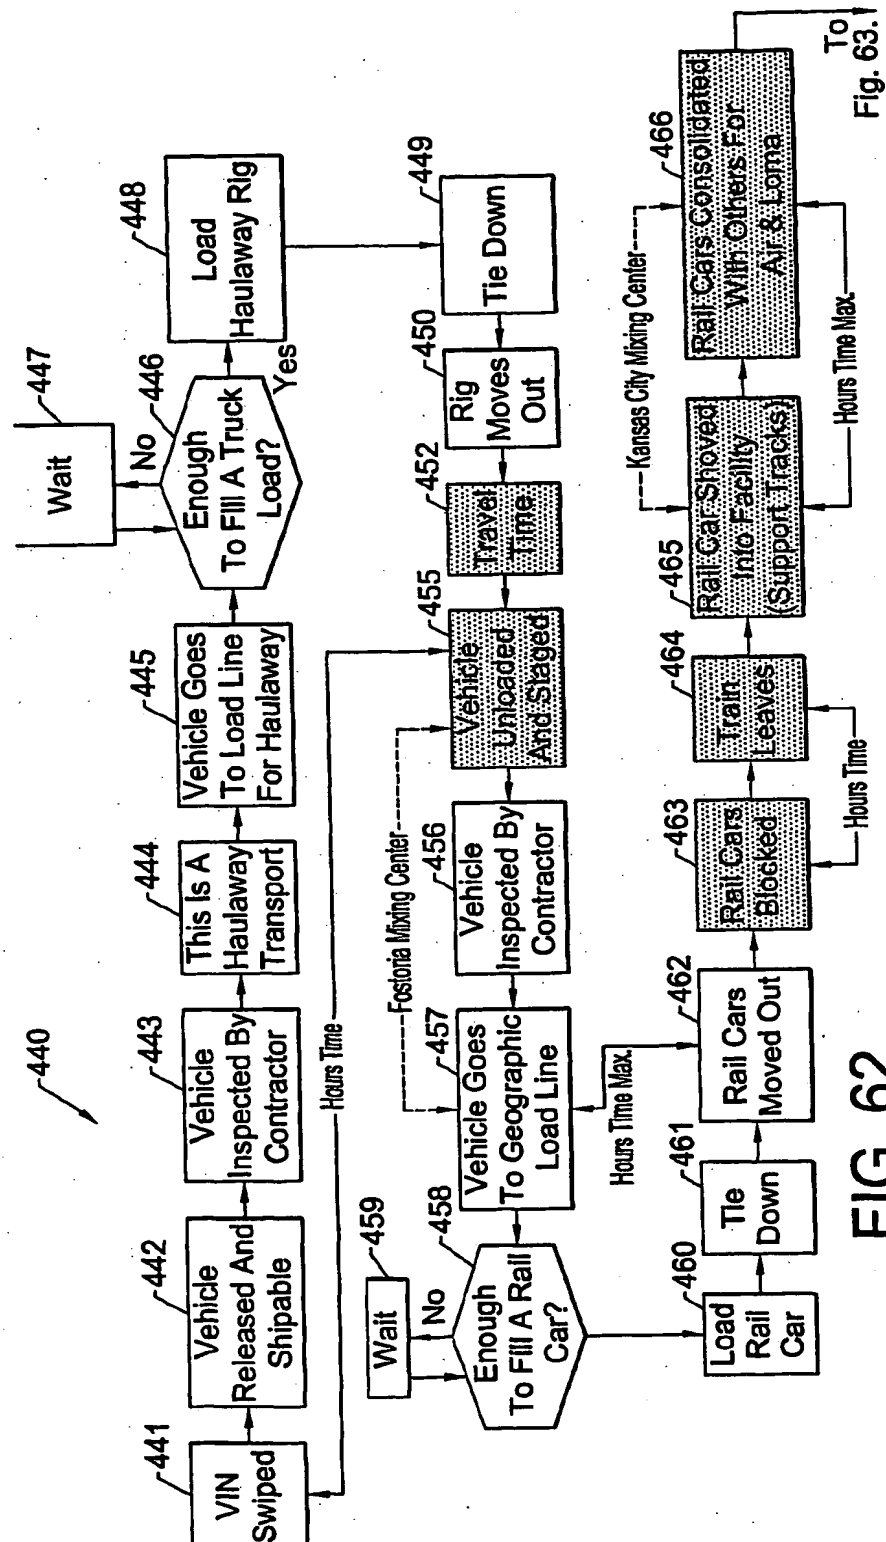 440
441
VIN
Swiped
442
Vehicle
Released And
Shipable
443
Vehicle
Inspected By
Contractor
444
This Is A
Haulaway
Transport
445
Vehicle Goes
To Load Line
For Haulaway
446
Enough
To Fill A Truck
Load?
No
Yes
447
Wait
448
Load
Haulaway Rig
Hours Time
449
Tie Down
450
Rig
Moves
Out
452
Travel
Time
455
Vehicle
Unloaded
And Staged
Fostoria Mixing Center
456
Vehicle
Inspected By
Contractor
457
Vehicle Goes
To Geographic
Load Line
458
Enough
To Fill A Rail
Car?
No
459
Wait
Hours Time Max.
460
Load
Rail
Car
461
Tie
Down
462
Rail Cars
Moved Out
463
Rail Cars
Blocked
464
Train
Leaves
Hours Time
465
Rail Car Shoved
Into Facility
(Support Tracks)
Kansas City Mixing Center
466
Rail Cars Consolidated
With Others For
Air & Loma
Hours Time Max.
To
Fig. 63.
FIG. 62